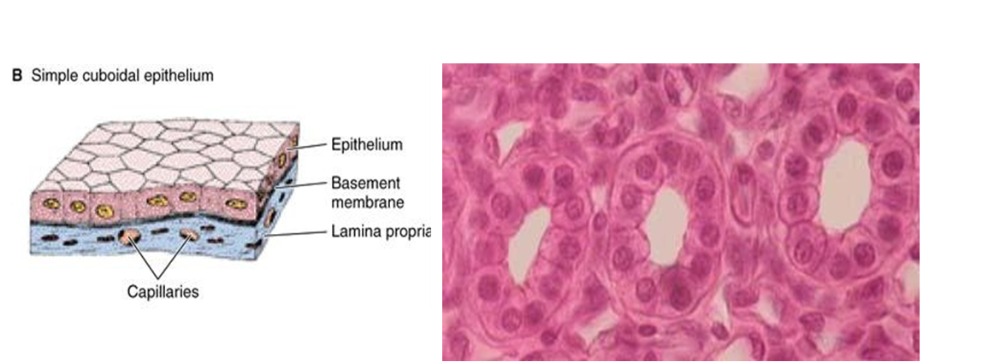 B Simple cuboidal epithelium
Epithelium
Basement
membrane
Lamina propria
Capillaries